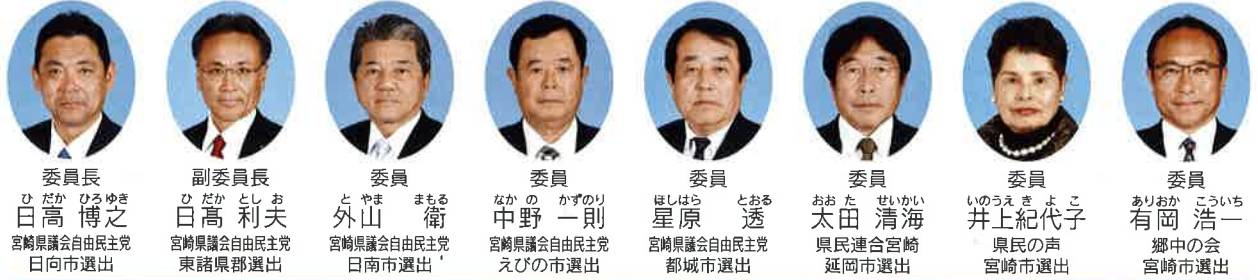 委員長 副委員長 委員 委員 委員 委員 委員 委員
ひだか ひろゆき ひだか としお とやま まもる なかの かずのり ほしはら とおる おおた せいかい いのうえ きよこ ありおか こういち
日高 博之 日髙 利夫 外山 衛 中野 一則 星原 透 太田 清海 井上紀代子 有岡 浩一
宮崎県議会自由民主党 宮崎県議会自由民主党 宮崎県議会自由民主党 宮崎県議会自由民主党 宮崎県議会自由民主党 県民連合宮崎 県民の声 郷中の会
日向市選出 東諸県郡選出 日南市選出 えびの市選出 都城市選出 延岡市選出 宮崎市選出 宮崎市選出